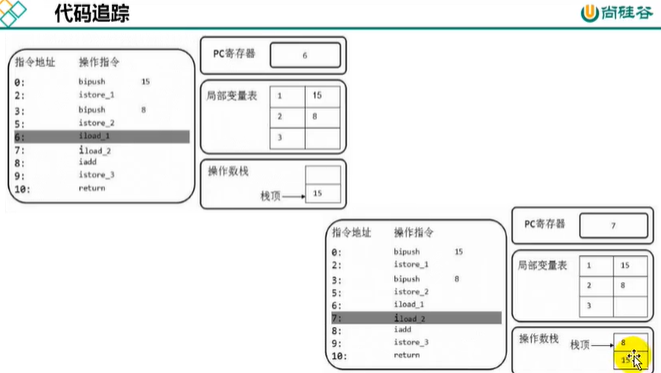 代码追踪
尚硅谷
指令地址 操作指令
0: bipush 15
2: istore_1
3: bipush 8
5: istore_2
6: iload_1
7: iload_2
8: iadd
9: istore_3
10: return
PC寄存器 6
局部变量表 1 15
2 8
3
操作数栈
栈顶 15
指令地址 操作指令
0: bipush 15
2: istore_1
3: bipush 8
5: istore_2
6: iload_1
7: iload_2
8: iadd
9: istore_3
10: return
PC寄存器 7
局部变量表 1 15
2 8
3
操作数栈 栈顶 8
15